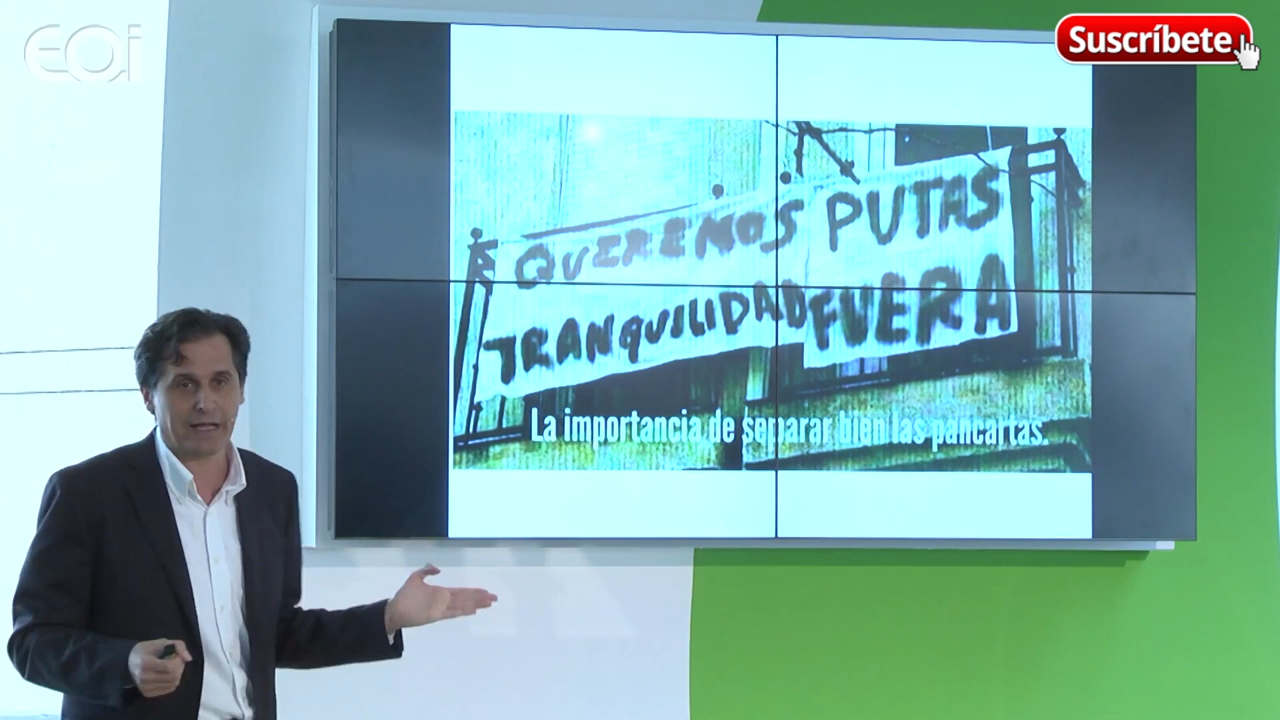 EOi
Suscríbete
QUEREMOS PUTAS
TRANQUILIDAD FUERA
La importancia de separar bien las pancartas.